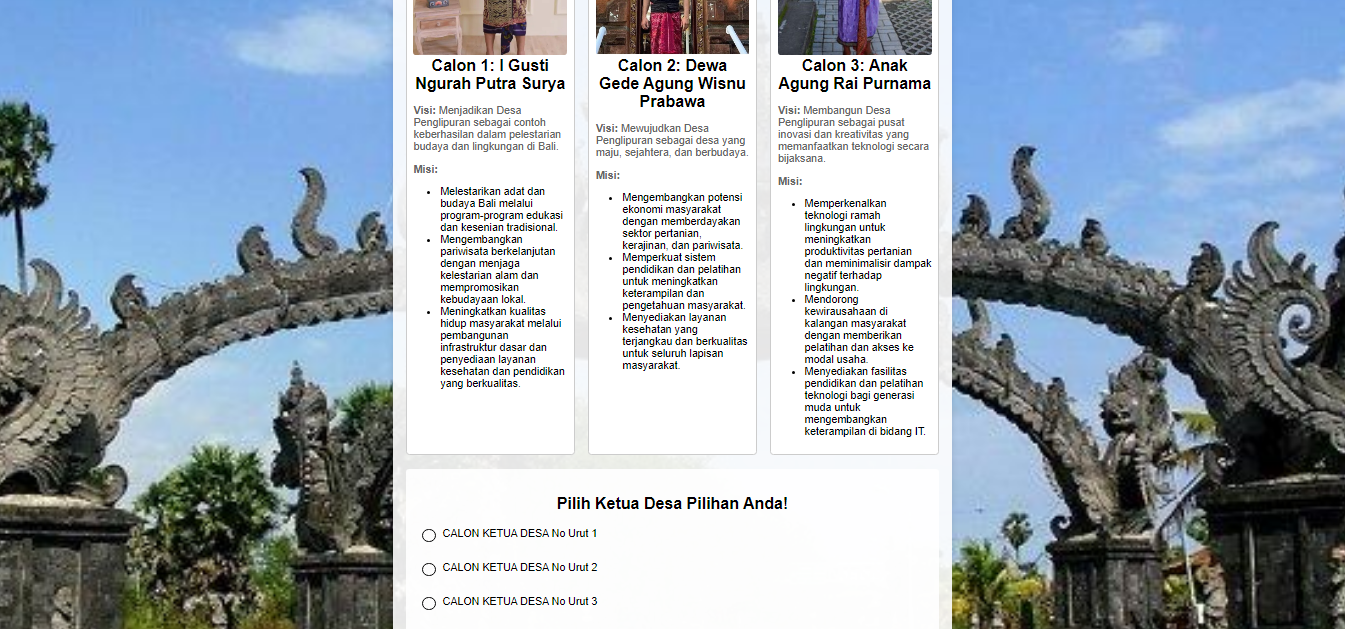 Calon 1: I Gusti
Ngurah Putra Surya
Visi: Menjadikan Desa
Penglipuran sebagai contoh
keberhasilan dalam pelestarian
budaya dan lingkungan di Bali.
Misi:
• Melestarikan adat dan
budaya Bali melalui
program-program edukasi
dan kesenian tradisional.
• Mengembangkan
pariwisata berkelanjutan
dengan menjaga
kelestarian alam dan
mempromosikan
kebudayaan lokal.
• Meningkatkan kualitas
hidup masyarakat melalui
pembangunan
infrastruktur dasar dan
penyediaan layanan
kesehatan dan pendidikan
yang berkualitas.
Calon 2: Dewa
Gede Agung Wisnu
Prabawa
Visi: Mewujudkan Desa
Penglipuran sebagai desa yang
maju, sejahtera, dan berbudaya.
Misi:
• Mengembangkan potensi
ekonomi masyarakat
dengan memberdayakan
sektor pertanian,
kerajinan, dan pariwisata.
• Memperkuat sistem
pendidikan dan pelatihan
untuk meningkatkan
keterampilan dan
pengetahuan masyarakat.
• Menyediakan layanan
kesehatan yang
terjangkau dan berkualitas
untuk seluruh lapisan
masyarakat.
Calon 3: Anak
Agung Rai Purnama
Visi: Membangun Desa
Penglipuran sebagai pusat
inovasi dan kreativitas yang
memanfaatkan teknologi secara
bijaksana.
Misi:
• Memperkenalkan
teknologi ramah
lingkungan untuk
meningkatkan
produktivitas pertanian
dan meminimalisir dampak
negatif terhadap
lingkungan.
• Mendorong
kewirausahaan di
kalangan masyarakat
dengan memberikan
pelatihan dan akses ke
modal usaha.
• Menyediakan fasilitas
pendidikan dan pelatihan
teknologi bagi generasi
muda untuk
mengembangkan
keterampilan di bidang IT.
Pilih Ketua Desa Pilihan Anda!
CALON KETUA DESA No Urut 1
CALON KETUA DESA No Urut 2
CALON KETUA DESA No Urut 3